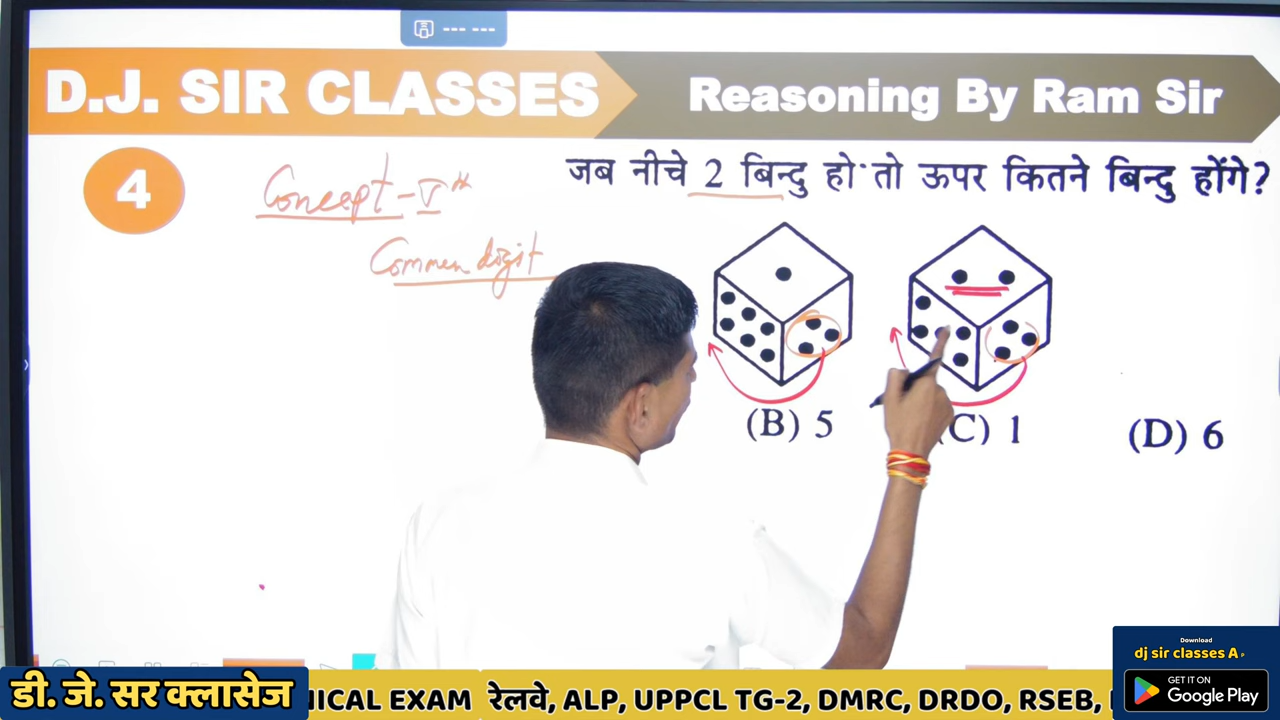 D.J. SIR CLASSES
Reasoning By Ram Sir
4
Concept - V
जब नीचे 2 बिन्दु हो तो ऊपर कितने बिन्दु होंगे?
Commen digit
(B) 5
C) 1
(D) 6
Download
dj sir classes A
डी. जे. सर क्लासेज
NICAL EXAM रेलवे, ALP, UPPCL TG-2, DMRC, DRDO, RSEB,
GET IT ON
Google Play